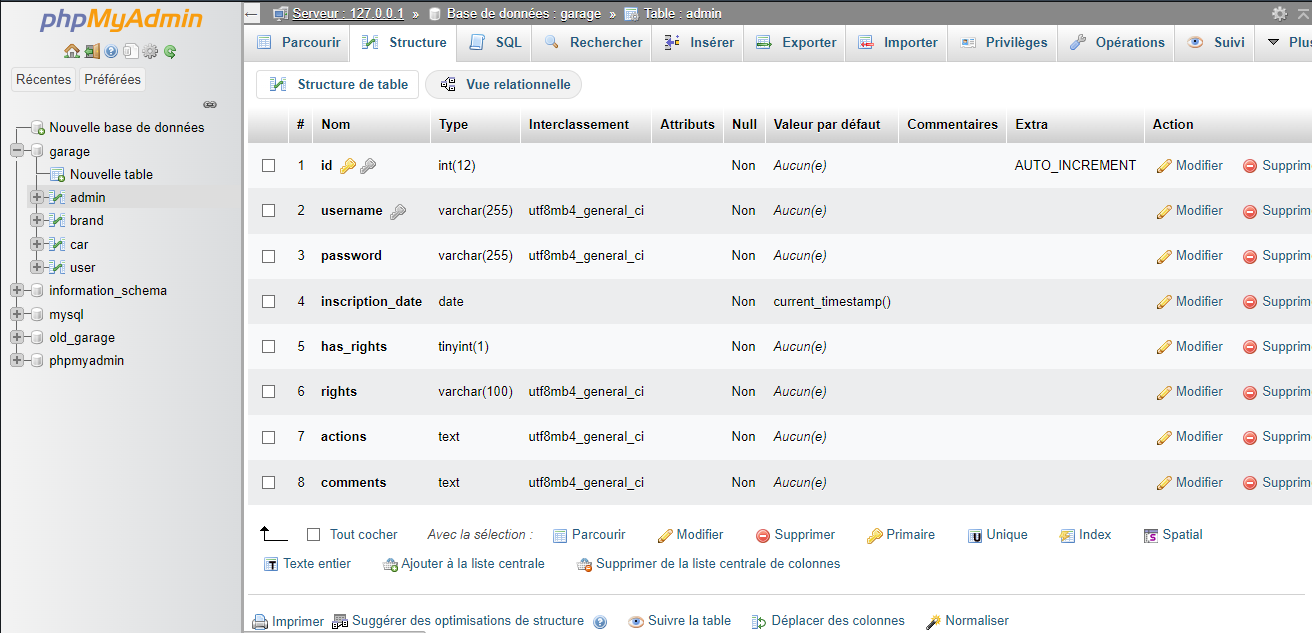 phpMyAdmin
Récentes Préférées
Nouvelle base de données
garage
Nouvelle table
admin
brand
car
user
information_schema
mysql
old_garage
phpmyadmin
← Serveur : 127.0.0.1 » Base de données : garage » Table : admin
Parcourir Structure SQL Rechercher Insérer Exporter Importer Privilèges Opérations Suivi Plus
Structure de table Vue relationnelle
# Nom Type Interclassement Attributs Null Valeur par défaut Commentaires Extra Action
1 id int(12) Non Aucun(e) AUTO_INCREMENT Modifier Supprim
2 username varchar(255) utf8mb4_general_ci Non Aucun(e) Modifier Supprim
3 password varchar(255) utf8mb4_general_ci Non Aucun(e) Modifier Supprim
4 inscription_date date Non current_timestamp() Modifier Supprim
5 has_rights tinyint(1) Non Aucun(e) Modifier Supprim
6 rights varchar(100) utf8mb4_general_ci Non Aucun(e) Modifier Supprim
7 actions text utf8mb4_general_ci Non Aucun(e) Modifier Supprim
8 comments text utf8mb4_general_ci Non Aucun(e) Modifier Supprim
Tout cocher Avec la sélection : Parcourir Modifier Supprimer Primaire Unique Index Spatial
Texte entier Ajouter à la liste centrale Supprimer de la liste centrale de colonnes
Imprimer Suggérer des optimisations de structure Suivre la table Déplacer des colonnes Normaliser